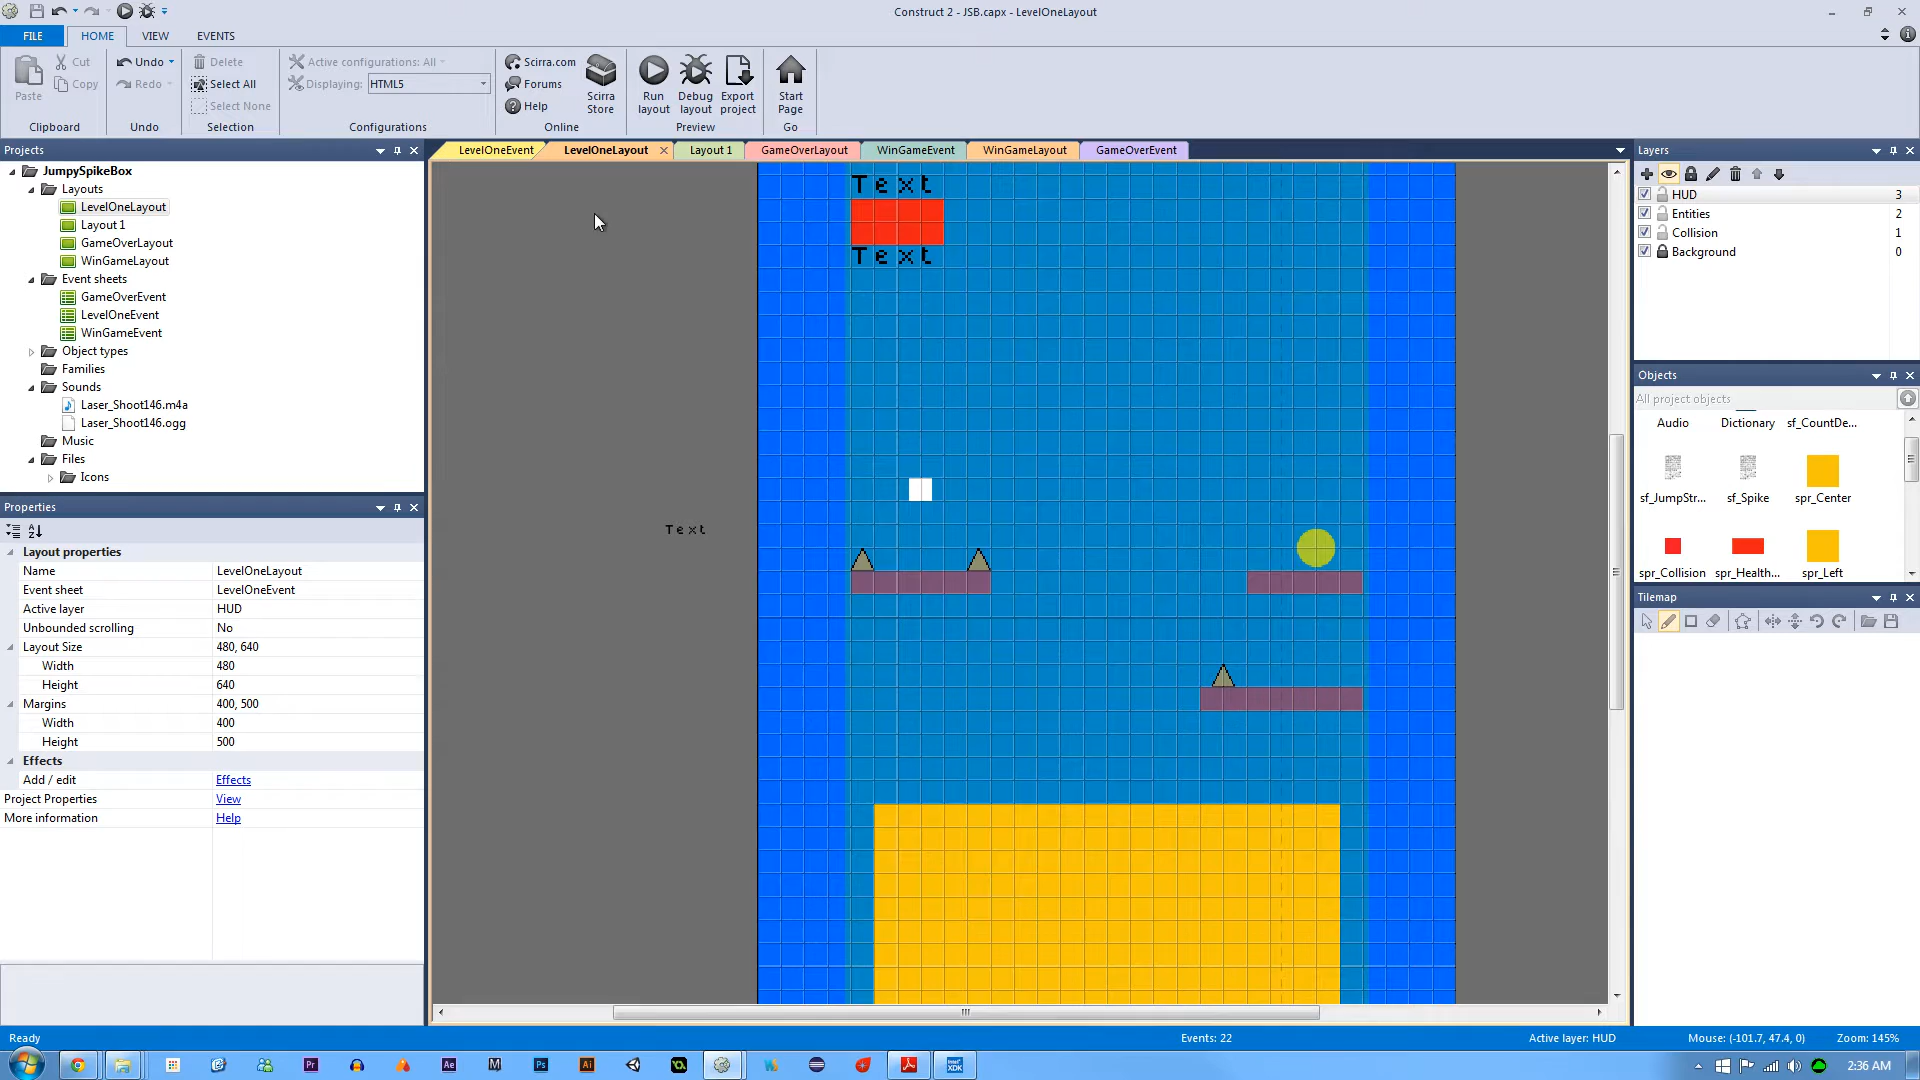 Construct 2 - JSB.capx - LevelOneLayout
FILE HOME VIEW EVENTS
Paste Cut Copy Clipboard
Undo Redo Undo
Delete Select All Select None Selection
Active configurations: All
Displaying: HTML5
Configurations
Scirra.com Forums Help Scirra Store Online
Run layout Debug layout Export project Preview
Start Page Go
Projects
JumpySpikeBox
Layouts
LevelOneLayout
Layout 1
GameOverLayout
WinGameLayout
Event sheets
GameOverEvent
LevelOneEvent
WinGameEvent
Object types
Families
Sounds
Laser_Shoot146.m4a
Laser_Shoot146.ogg
Music
Files
Icons
Properties
Layout properties
Name LevelOneLayout
Event sheet LevelOneEvent
Active layer HUD
Unbounded scrolling No
Layout Size 480, 640
Width 480
Height 640
Margins 400, 500
Width 400
Height 500
Effects
Add / edit Effects
Project Properties View
More information Help
LevelOneEvent LevelOneLayout Layout 1 GameOverLayout WinGameEvent WinGameLayout GameOverEvent
Text
Text
Text
Layers
HUD 3
Entities 2
Collision 1
Background 0
Objects
All project objects
Audio Dictionary sf_CountDe...
sf_JumpStr... sf_Spike spr_Center
spr_Collision spr_Health... spr_Left
Tilemap
Ready Events: 22 Active layer: HUD Mouse: (-101.7, 47.4, 0) Zoom: 145%
Pr Ae M Ps Ai
2:36 AM